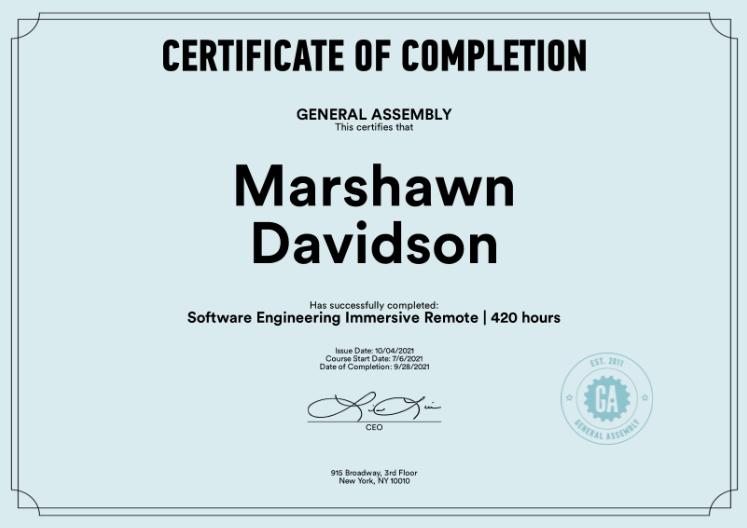 CERTIFICATE OF COMPLETION
GENERAL ASSEMBLY
This certifies that
Marshawn
Davidson
Has successfully completed:
Software Engineering Immersive Remote | 420 hours
Issue Date: 10/04/2021
Course Start Date: 7/6/2021
Date of Completion: 9/28/2021
CEO
EST. 2011
GA
GENERAL ASSEMBLY
915 Broadway, 3rd Floor
New York, NY 10010